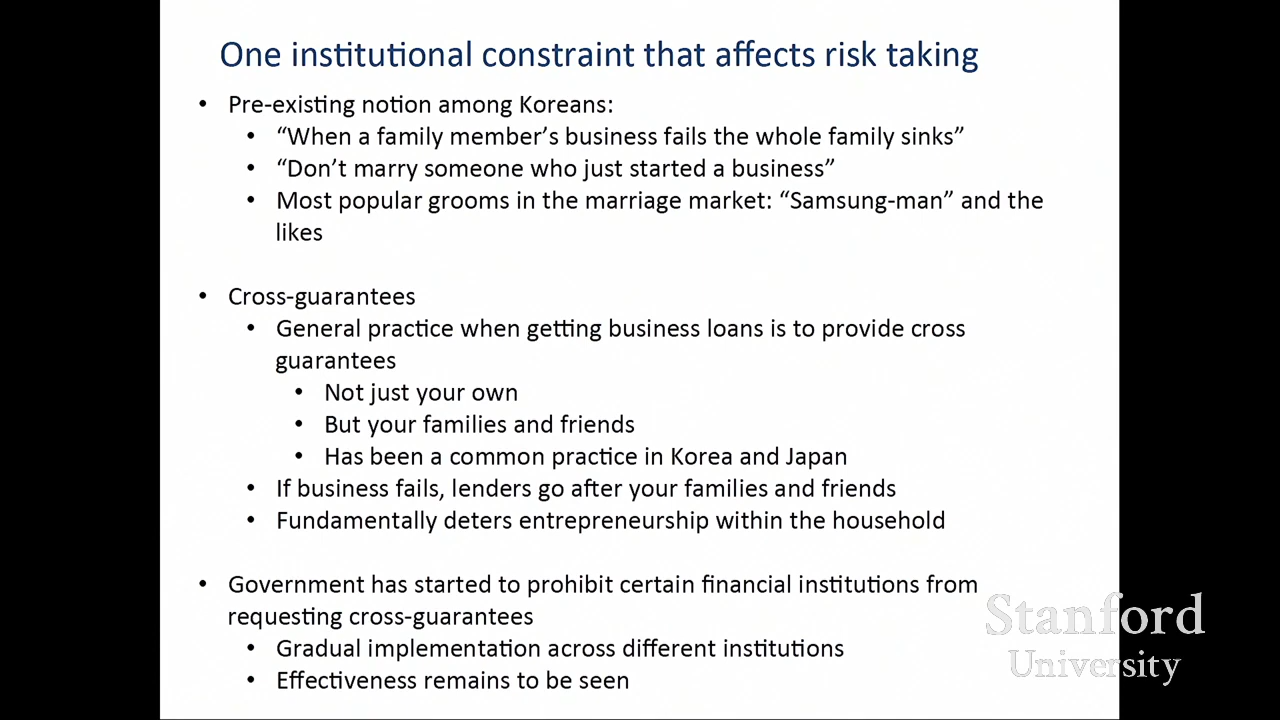 One institutional constraint that affects risk taking
• Pre-existing notion among Koreans:
• “When a family member’s business fails the whole family sinks”
• “Don’t marry someone who just started a business”
• Most popular grooms in the marriage market: “Samsung-man” and the
likes
• Cross-guarantees
• General practice when getting business loans is to provide cross
guarantees
• Not just your own
• But your families and friends
• Has been a common practice in Korea and Japan
• If business fails, lenders go after your families and friends
• Fundamentally deters entrepreneurship within the household
• Government has started to prohibit certain financial institutions from
requesting cross-guarantees
• Gradual implementation across different institutions
• Effectiveness remains to be seen
Stanford
University